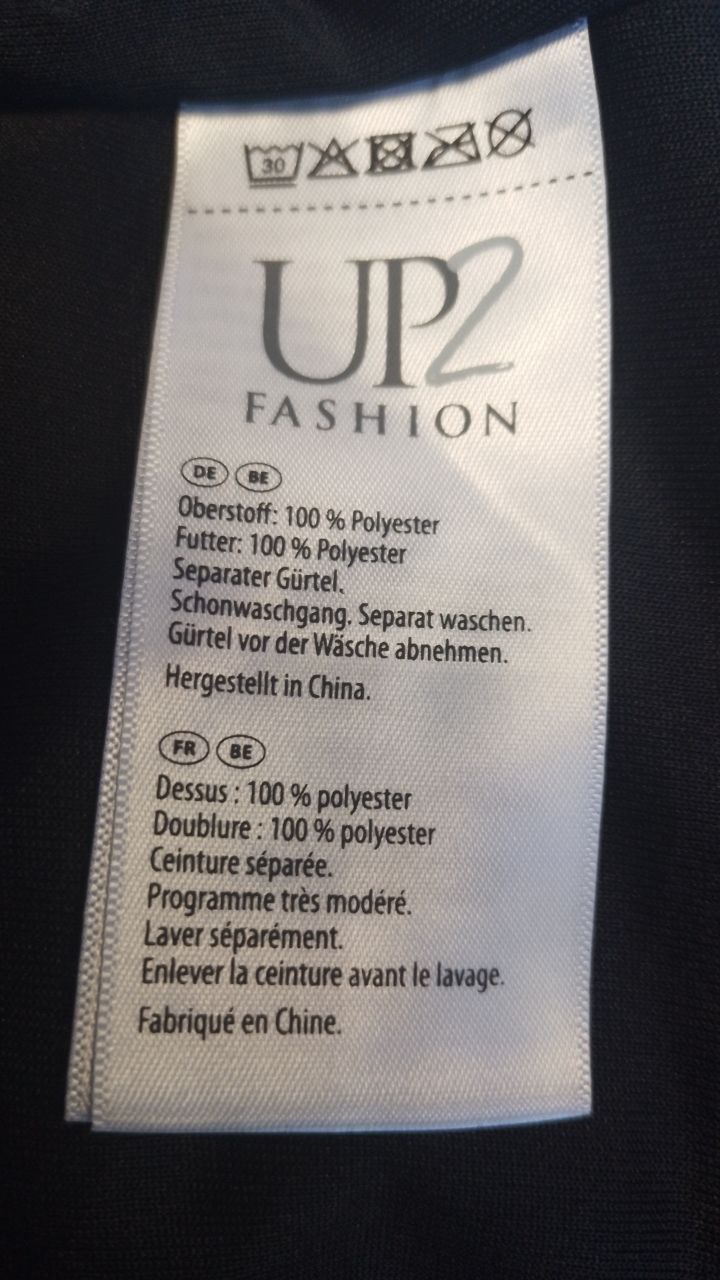 30
UP2
FASHION
DE BE
Oberstoff: 100 % Polyester
Futter: 100 % Polyester
Separater Gürtel.
Schonwaschgang. Separat waschen.
Gürtel vor der Wäsche abnehmen.
Hergestellt in China.
FR BE
Dessus : 100 % polyester
Doublure : 100 % polyester
Ceinture séparée.
Programme très modéré.
Laver séparément.
Enlever la ceinture avant le lavage.
Fabriqué en Chine.